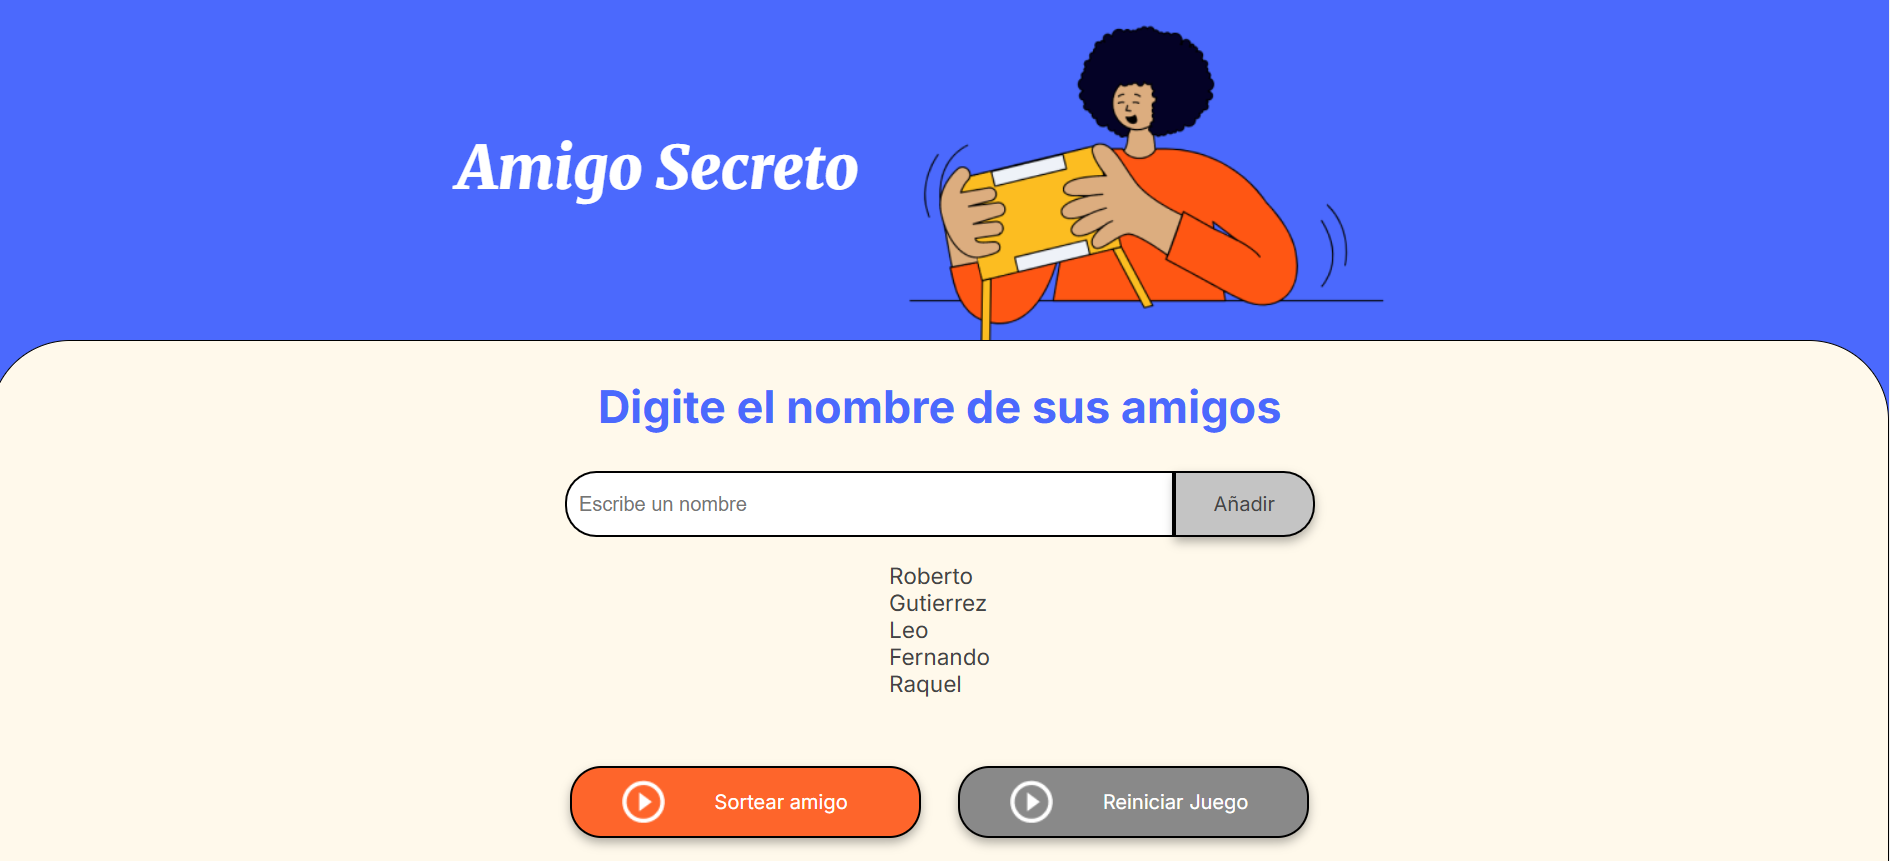 Amigo Secreto
Digite el nombre de sus amigos
Escribe un nombre
Añadir
Roberto
Gutierrez
Leo
Fernando
Raquel
Sortear amigo
Reiniciar Juego